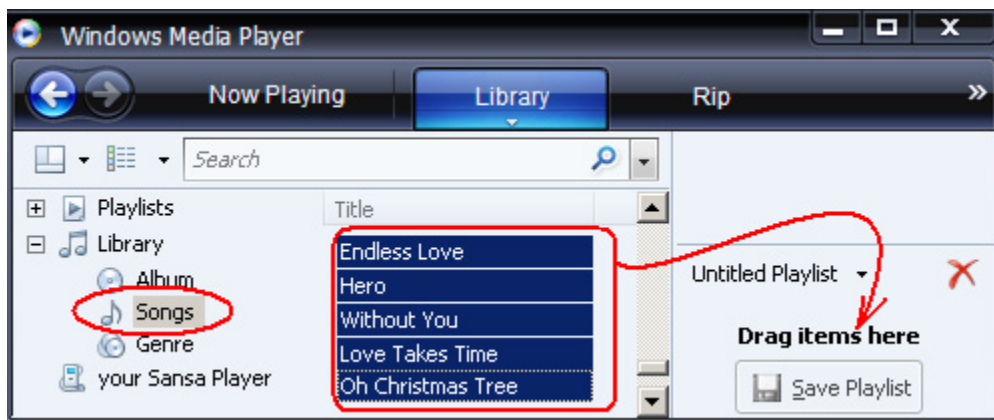 Windows Media Player
Now Playing Library Rip »
Search
Playlists
Library
Album
Songs
Genre
your Sansa Player
Title
Endless Love
Hero
Without You
Love Takes Time
Oh Christmas Tree
Untitled Playlist
Drag items here
Save Playlist